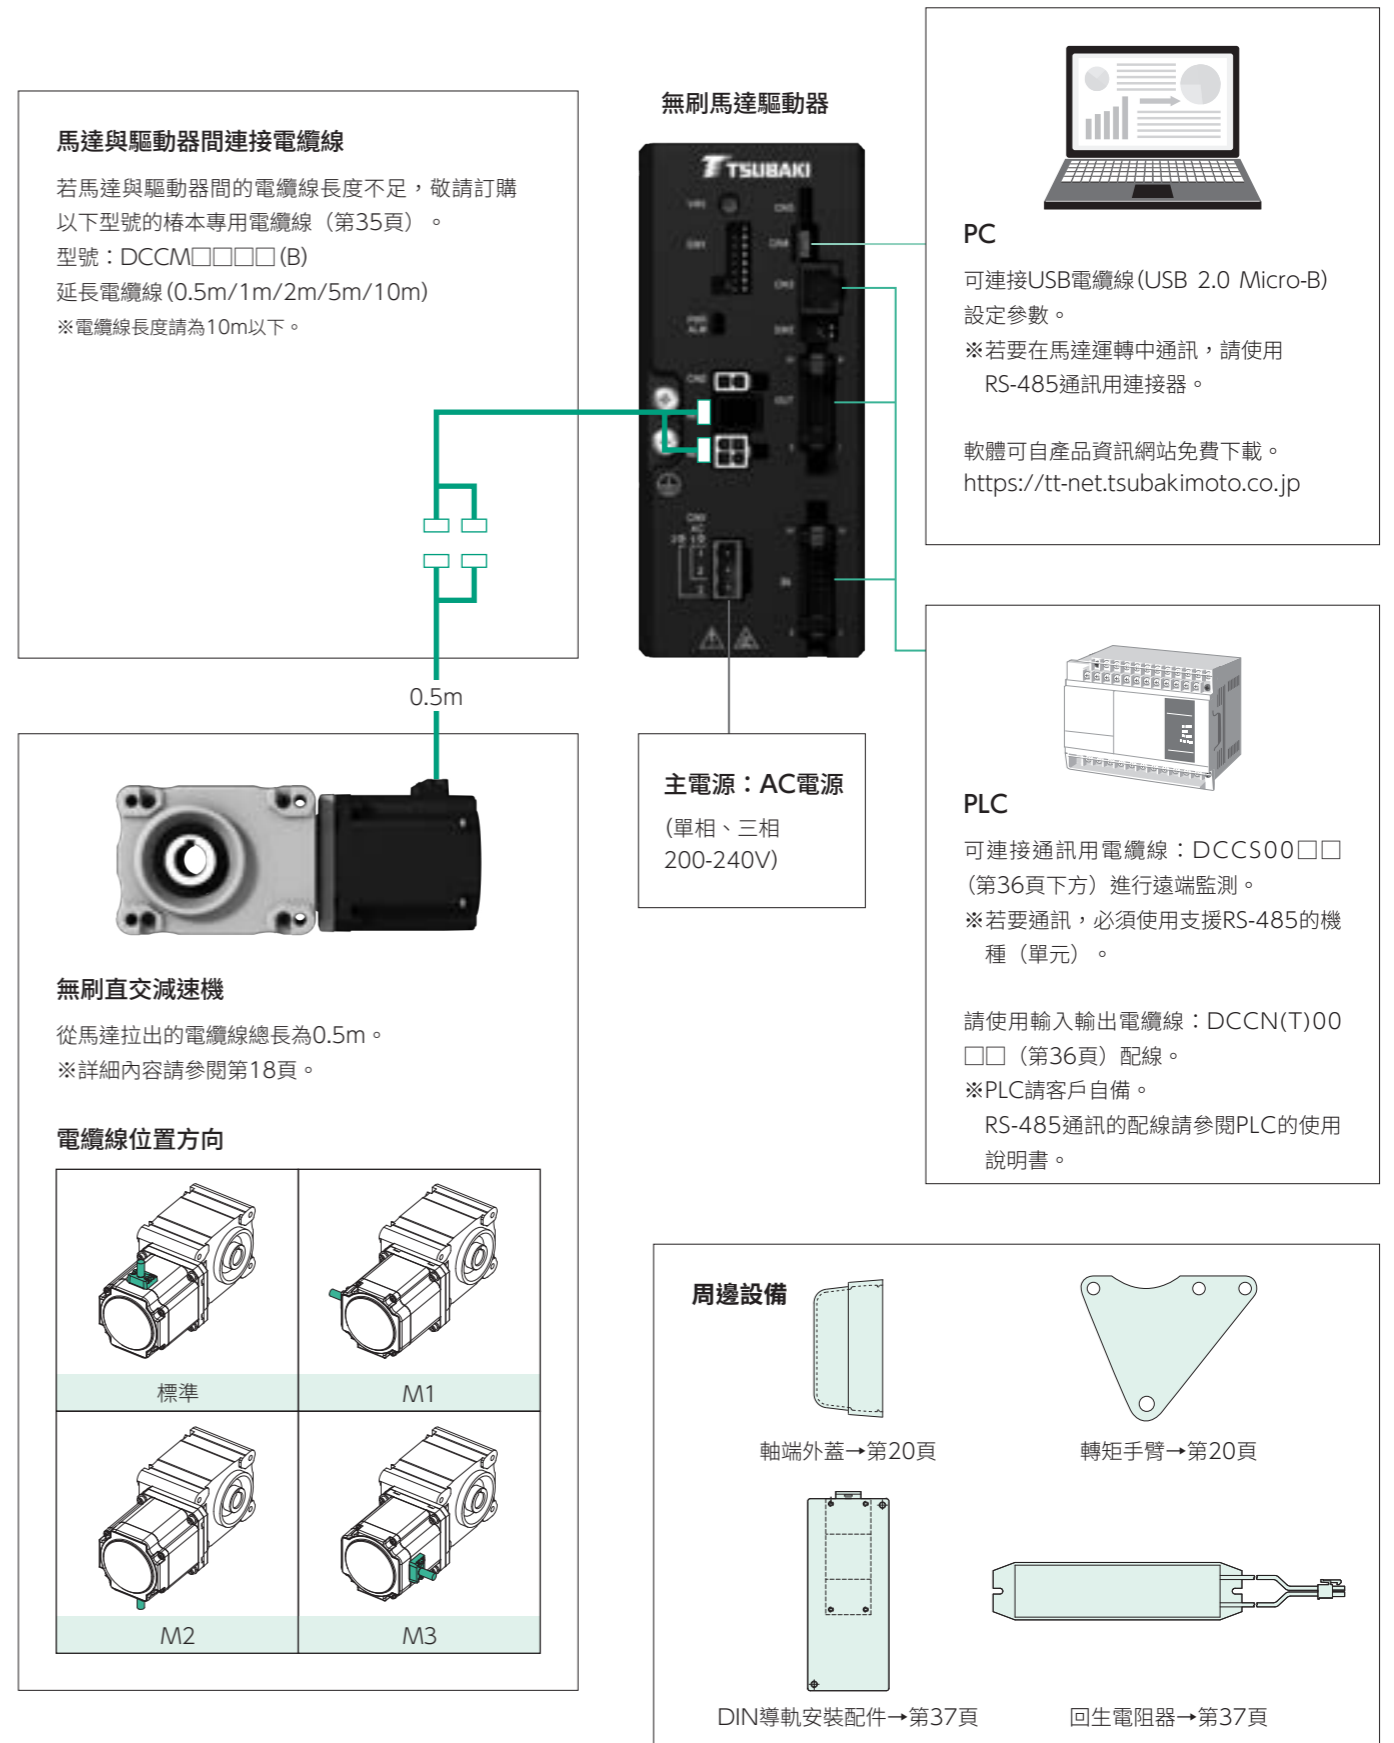 馬達與驅動器間連接電纜線
若馬達與驅動器間的電纜線長度不足，敬請訂購
以下型號的椿本專用電纜線（第35頁）。
型號：DCCM□□□□(B)
延長電纜線(0.5m/1m/2m/5m/10m)
※電纜線長度請為10m以下。
無刷馬達驅動器
TSUBAKI
OUT
IN
PC
可連接USB電纜線(USB 2.0 Micro-B)
設定參數。
※若要在馬達運轉中通訊，請使用
RS-485通訊用連接器。
軟體可自產品資訊網站免費下載。
https://tt-net.tsubakimoto.co.jp
0.5m
主電源：AC電源
(單相、三相
200-240V)
PLC
可連接通訊用電纜線：DCCS00□□
（第36頁下方）進行遠端監測。
※若要通訊，必須使用支援RS-485的機
種（單元）。
請使用輸入輸出電纜線：DCCN(T)00
□□（第36頁）配線。
※PLC請客戶自備。
RS-485通訊的配線請參閱PLC的使用
說明書。
無刷直交減速機
從馬達拉出的電纜線總長為0.5m。
※詳細內容請參閱第18頁。
電纜線位置方向
標準
M1
M2
M3
周邊設備
軸端外蓋→第20頁
轉矩手臂→第20頁
DIN導軌安裝配件→第37頁
回生電阻器→第37頁